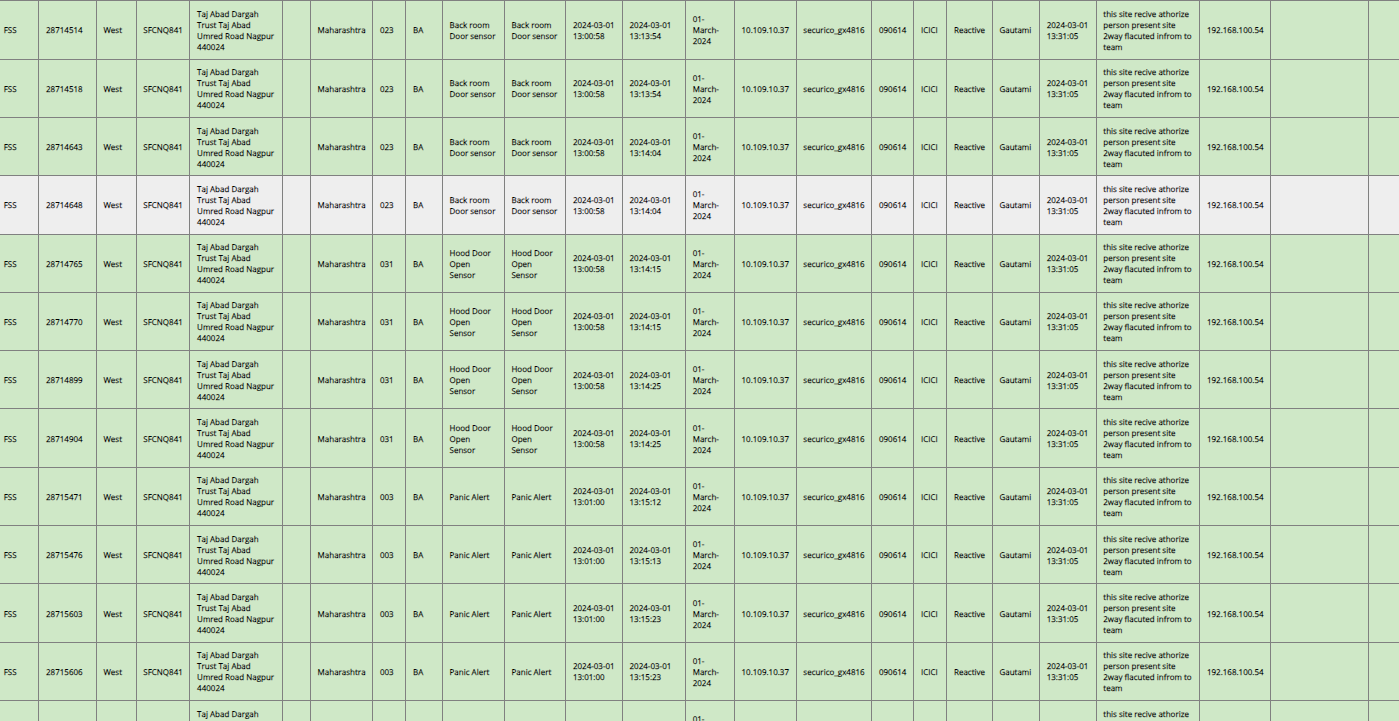 FSS 28714514 West SFCNQ841 Taj Abad Dargah Trust Taj Abad Umred Road Nagpur 440024 Maharashtra 023 BA Back room Door sensor Back room Door sensor 2024-03-01 13:00:58 2024-03-01 13:13:54 01-March-2024 10.109.10.37 securico_gx4816 090614 ICICI Reactive Gautami 2024-03-01 13:31:05 this site recive athorize person present site 2way flacuted infrom to team 192.168.100.54
FSS 28714518 West SFCNQ841 Taj Abad Dargah Trust Taj Abad Umred Road Nagpur 440024 Maharashtra 023 BA Back room Door sensor Back room Door sensor 2024-03-01 13:00:58 2024-03-01 13:13:54 01-March-2024 10.109.10.37 securico_gx4816 090614 ICICI Reactive Gautami 2024-03-01 13:31:05 this site recive athorize person present site 2way flacuted infrom to team 192.168.100.54
FSS 28714643 West SFCNQ841 Taj Abad Dargah Trust Taj Abad Umred Road Nagpur 440024 Maharashtra 023 BA Back room Door sensor Back room Door sensor 2024-03-01 13:00:58 2024-03-01 13:14:04 01-March-2024 10.109.10.37 securico_gx4816 090614 ICICI Reactive Gautami 2024-03-01 13:31:05 this site recive athorize person present site 2way flacuted infrom to team 192.168.100.54
FSS 28714648 West SFCNQ841 Taj Abad Dargah Trust Taj Abad Umred Road Nagpur 440024 Maharashtra 023 BA Back room Door sensor Back room Door sensor 2024-03-01 13:00:58 2024-03-01 13:14:04 01-March-2024 10.109.10.37 securico_gx4816 090614 ICICI Reactive Gautami 2024-03-01 13:31:05 this site recive athorize person present site 2way flacuted infrom to team 192.168.100.54
FSS 28714765 West SFCNQ841 Taj Abad Dargah Trust Taj Abad Umred Road Nagpur 440024 Maharashtra 031 BA Hood Door Open Sensor Hood Door Open Sensor 2024-03-01 13:00:58 2024-03-01 13:14:15 01-March-2024 10.109.10.37 securico_gx4816 090614 ICICI Reactive Gautami 2024-03-01 13:31:05 this site recive athorize person present site 2way flacuted infrom to team 192.168.100.54
FSS 28714770 West SFCNQ841 Taj Abad Dargah Trust Taj Abad Umred Road Nagpur 440024 Maharashtra 031 BA Hood Door Open Sensor Hood Door Open Sensor 2024-03-01 13:00:58 2024-03-01 13:14:15 01-March-2024 10.109.10.37 securico_gx4816 090614 ICICI Reactive Gautami 2024-03-01 13:31:05 this site recive athorize person present site 2way flacuted infrom to team 192.168.100.54
FSS 28714899 West SFCNQ841 Taj Abad Dargah Trust Taj Abad Umred Road Nagpur 440024 Maharashtra 031 BA Hood Door Open Sensor Hood Door Open Sensor 2024-03-01 13:00:58 2024-03-01 13:14:25 01-March-2024 10.109.10.37 securico_gx4816 090614 ICICI Reactive Gautami 2024-03-01 13:31:05 this site recive athorize person present site 2way flacuted infrom to team 192.168.100.54
FSS 28714904 West SFCNQ841 Taj Abad Dargah Trust Taj Abad Umred Road Nagpur 440024 Maharashtra 031 BA Hood Door Open Sensor Hood Door Open Sensor 2024-03-01 13:00:58 2024-03-01 13:14:25 01-March-2024 10.109.10.37 securico_gx4816 090614 ICICI Reactive Gautami 2024-03-01 13:31:05 this site recive athorize person present site 2way flacuted infrom to team 192.168.100.54
FSS 28715471 West SFCNQ841 Taj Abad Dargah Trust Taj Abad Umred Road Nagpur 440024 Maharashtra 003 BA Panic Alert Panic Alert 2024-03-01 13:01:00 2024-03-01 13:15:12 01-March-2024 10.109.10.37 securico_gx4816 090614 ICICI Reactive Gautami 2024-03-01 13:31:05 this site recive athorize person present site 2way flacuted infrom to team 192.168.100.54
FSS 28715476 West SFCNQ841 Taj Abad Dargah Trust Taj Abad Umred Road Nagpur 440024 Maharashtra 003 BA Panic Alert Panic Alert 2024-03-01 13:01:00 2024-03-01 13:15:13 01-March-2024 10.109.10.37 securico_gx4816 090614 ICICI Reactive Gautami 2024-03-01 13:31:05 this site recive athorize person present site 2way flacuted infrom to team 192.168.100.54
FSS 28715603 West SFCNQ841 Taj Abad Dargah Trust Taj Abad Umred Road Nagpur 440024 Maharashtra 003 BA Panic Alert Panic Alert 2024-03-01 13:01:00 2024-03-01 13:15:23 01-March-2024 10.109.10.37 securico_gx4816 090614 ICICI Reactive Gautami 2024-03-01 13:31:05 this site recive athorize person present site 2way flacuted infrom to team 192.168.100.54
FSS 28715606 West SFCNQ841 Taj Abad Dargah Trust Taj Abad Umred Road Nagpur 440024 Maharashtra 003 BA Panic Alert Panic Alert 2024-03-01 13:01:00 2024-03-01 13:15:23 01-March-2024 10.109.10.37 securico_gx4816 090614 ICICI Reactive Gautami 2024-03-01 13:31:05 this site recive athorize person present site 2way flacuted infrom to team 192.168.100.54
Taj Abad Dargah 01- this site recive athorize